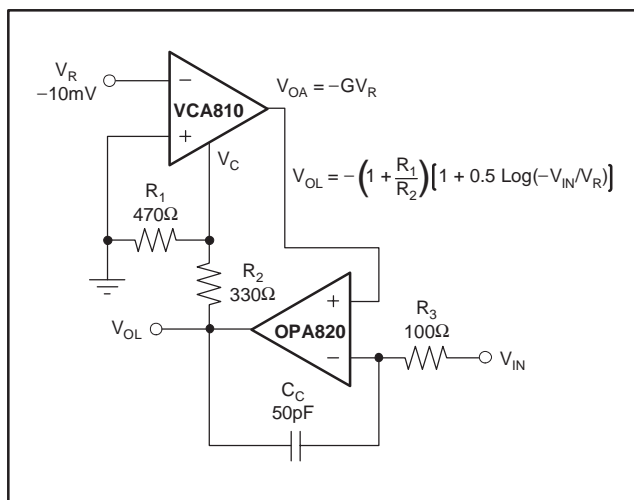 V_R
−10mV
−
VCA810
+
V_OA = −GV_R
V_C
V_OL = −(1 + R_1/R_2)[1 + 0.5 Log(−V_IN/V_R)]
R_1
470Ω
R_2
330Ω
V_OL
+
OPA820
−
R_3
100Ω
V_IN
C_C
50pF